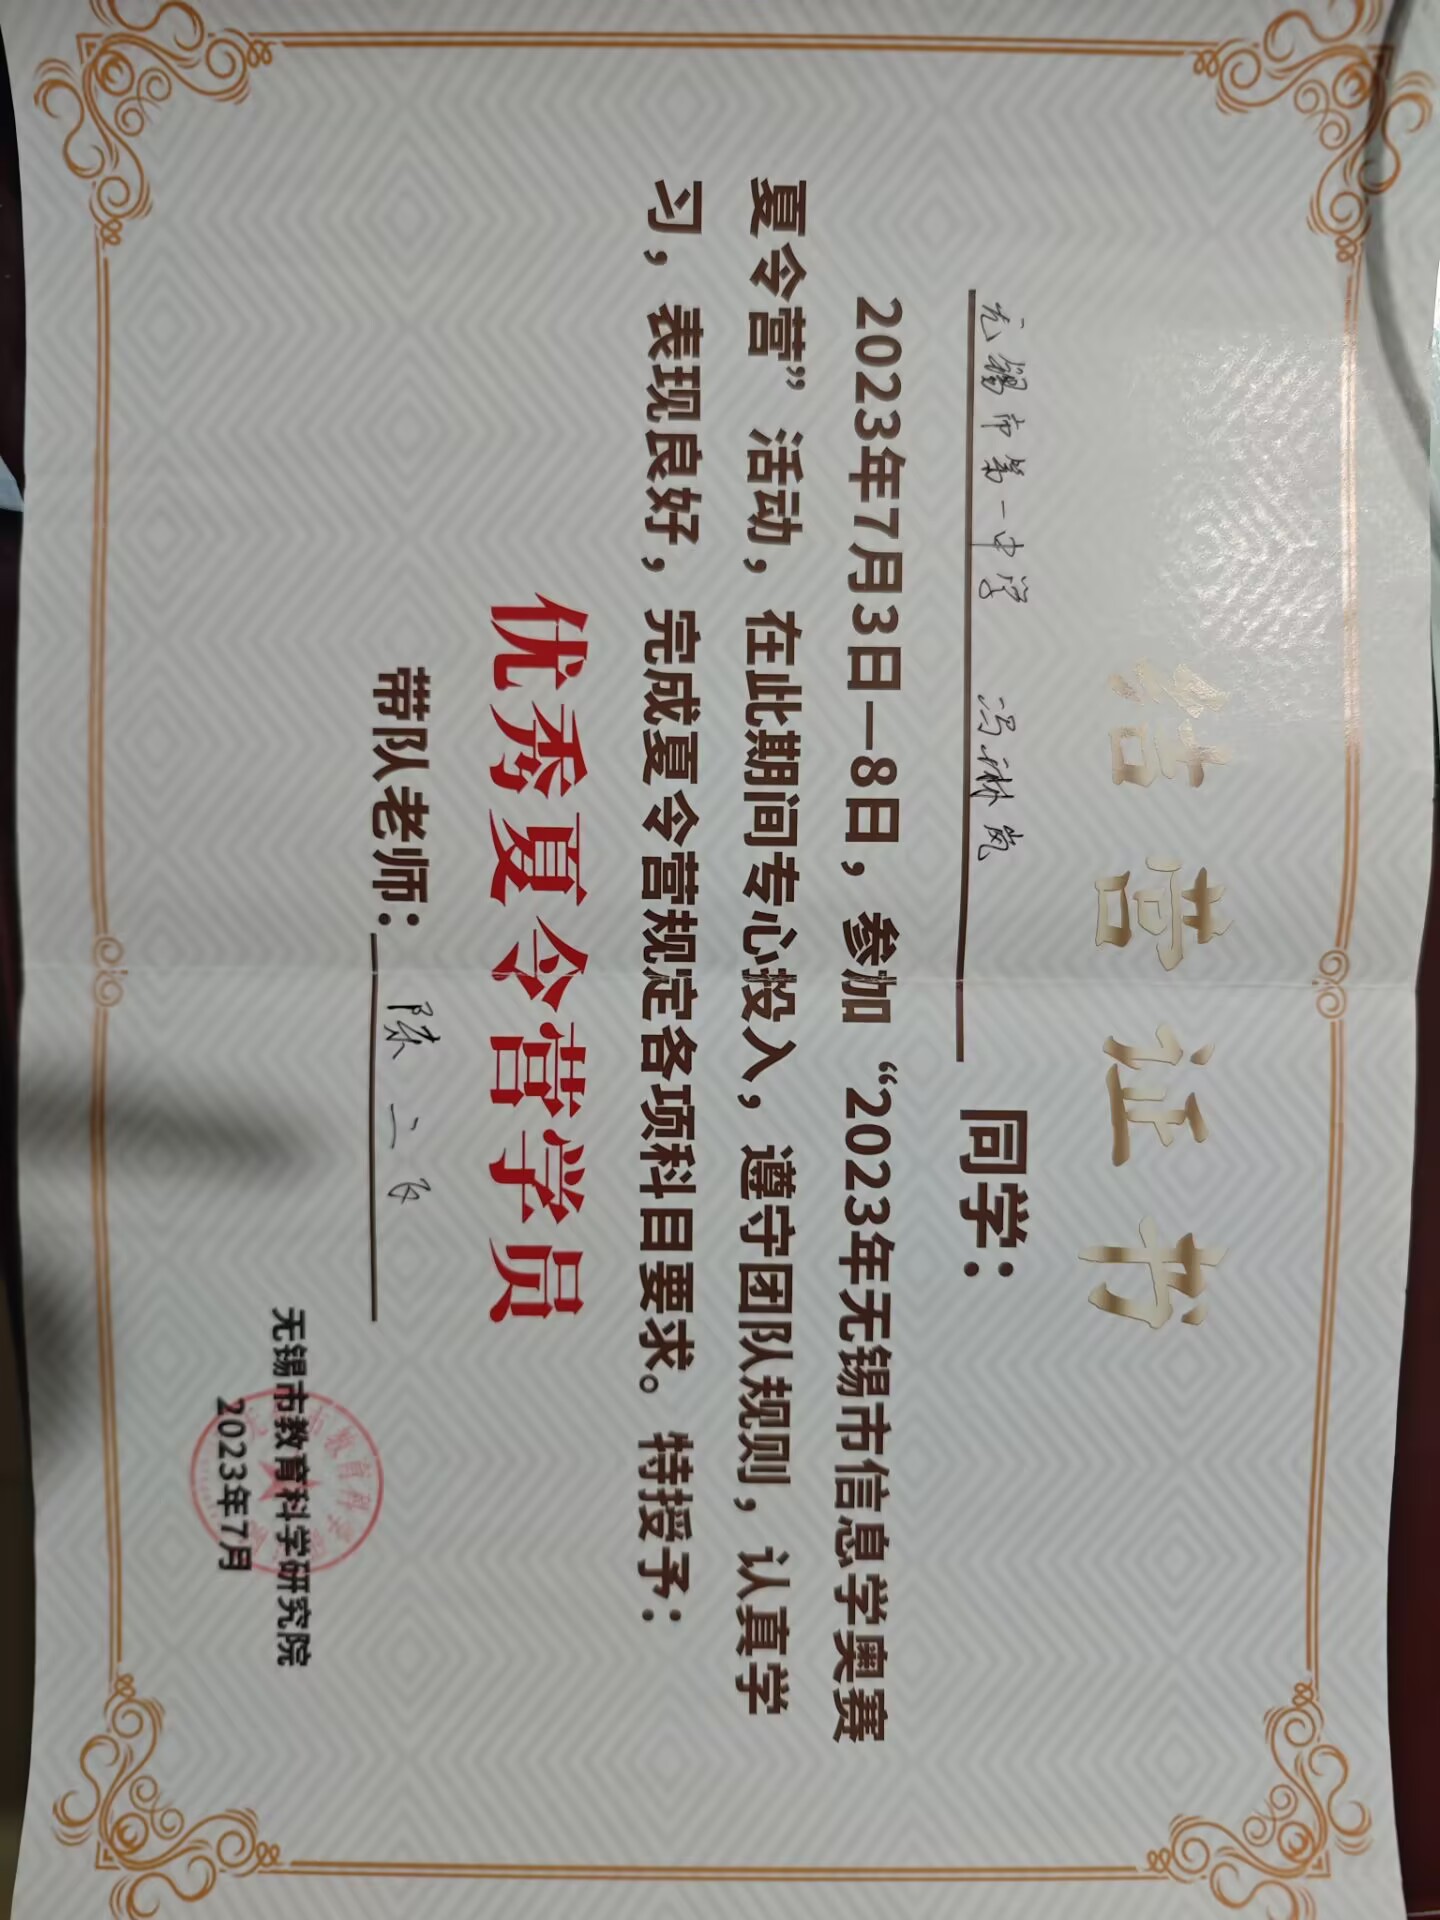 结营证书
无锡市第一中学 冯琳岚 同学：
2023年7月3日—8日，参加“2023年无锡市信息学奥赛
夏令营”活动，在此期间专心投入，遵守团队规则，认真学
习，表现良好，完成夏令营规定各项科目要求。特授予：
优秀夏令营学员
带队老师：陈二
无锡市教育科学研究院
2023年7月